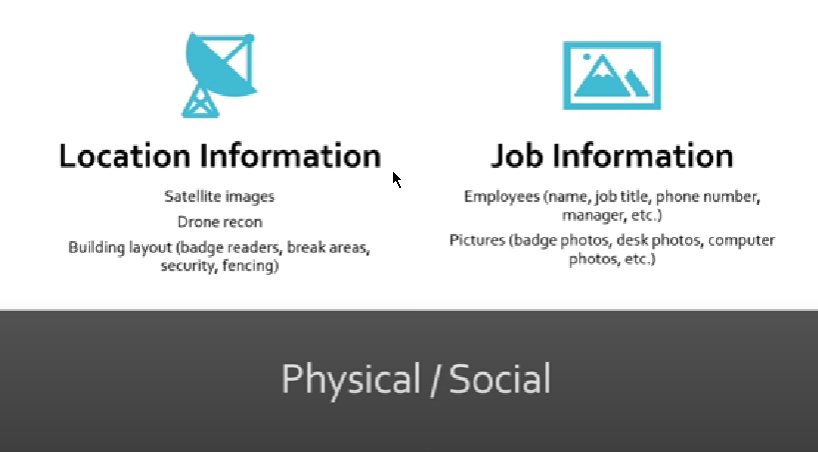 Location Information
Satellite images
Drone recon
Building layout (badge readers, break areas,
security, fencing)
Job Information
Employees (name, job title, phone number,
manager, etc.)
Pictures (badge photos, desk photos, computer
photos, etc.)
Physical / Social